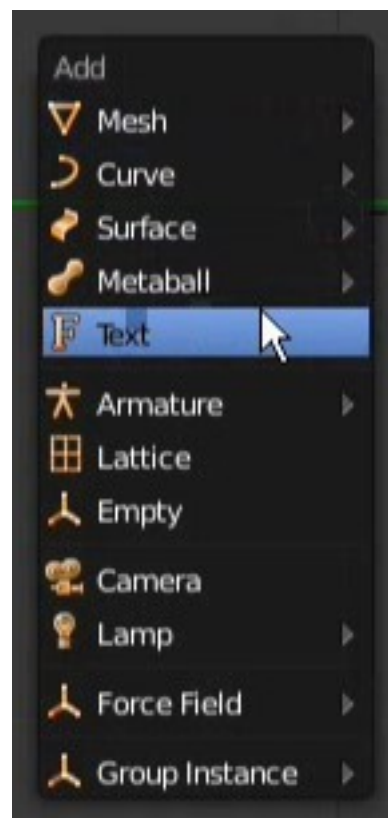 Add
Mesh
Curve
Surface
Metaball
Text
Armature
Lattice
Empty
Camera
Lamp
Force Field
Group Instance